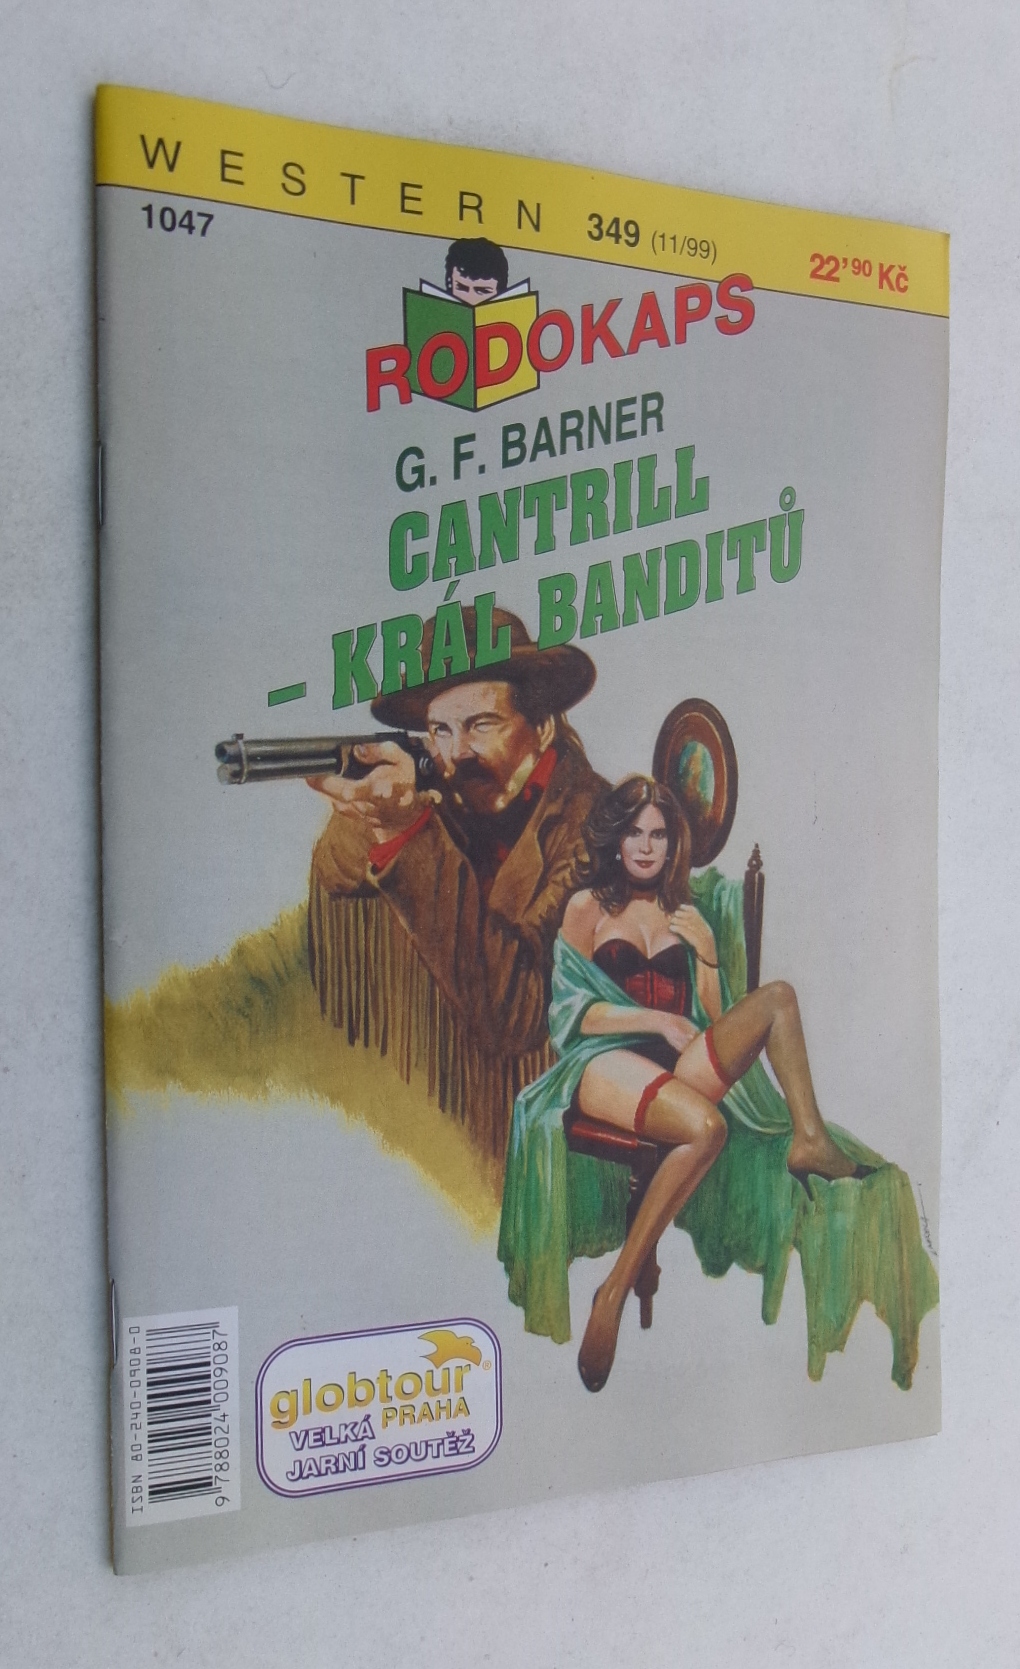 WESTERN 349 (11/99)
22'90 Kč
1047
RODOKAPS
G. F. BARNER
CANTRILL
– KRÁL BANDITŮ
globtour®
PRAHA
VELKÁ
JARNÍ SOUTĚŽ
ISBN 80-240-0908-0
9 788024 009087